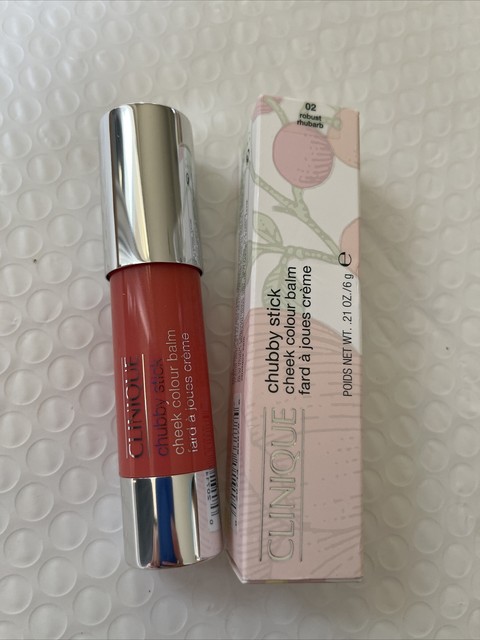 CLINIQUE
chubby stick
cheek colour balm
fard à joues crème
02
robust
rhubarb
chubby stick
cheek colour balm
fard à joues crème
POIDS NET WT. .21 OZ./6 g ℮
CLINIQUE